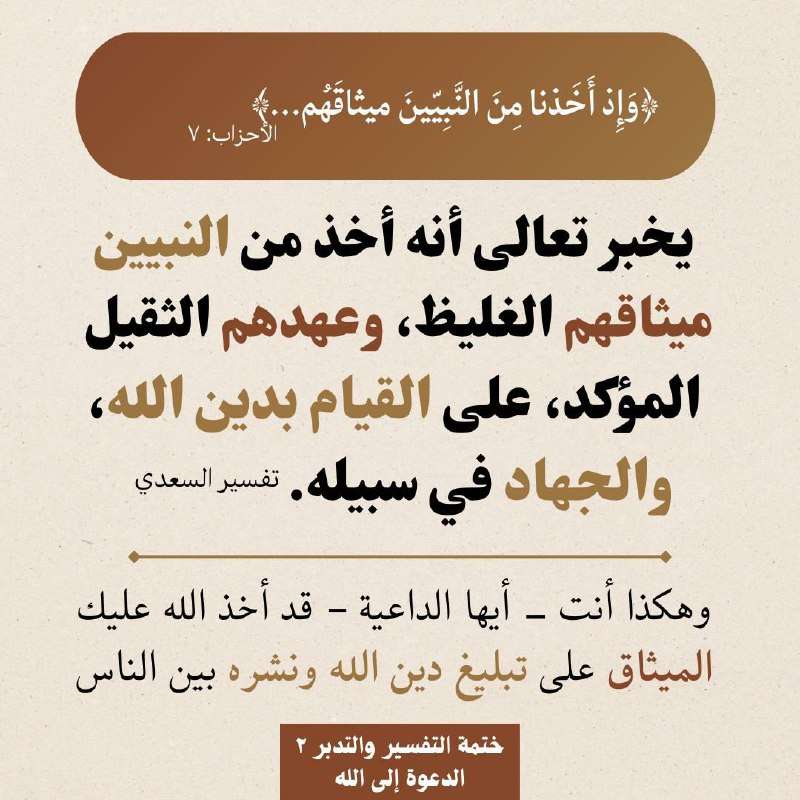 ﴿وَإِذ أَخَذنا مِنَ النَّبِيّينَ ميثاقَهُم...﴾
الأحزاب: ٧
يخبر تعالى أنه أخذ من النبيين
ميثاقهم الغليظ، وعهدهم الثقيل
المؤكد، على القيام بدين الله،
والجهاد في سبيله. تفسير السعدي
وهكذا أنت – أيها الداعية – قد أخذ الله عليك
الميثاق على تبليغ دين الله ونشره بين الناس
ختمة التفسير والتدبر ٢
الدعوة إلى الله